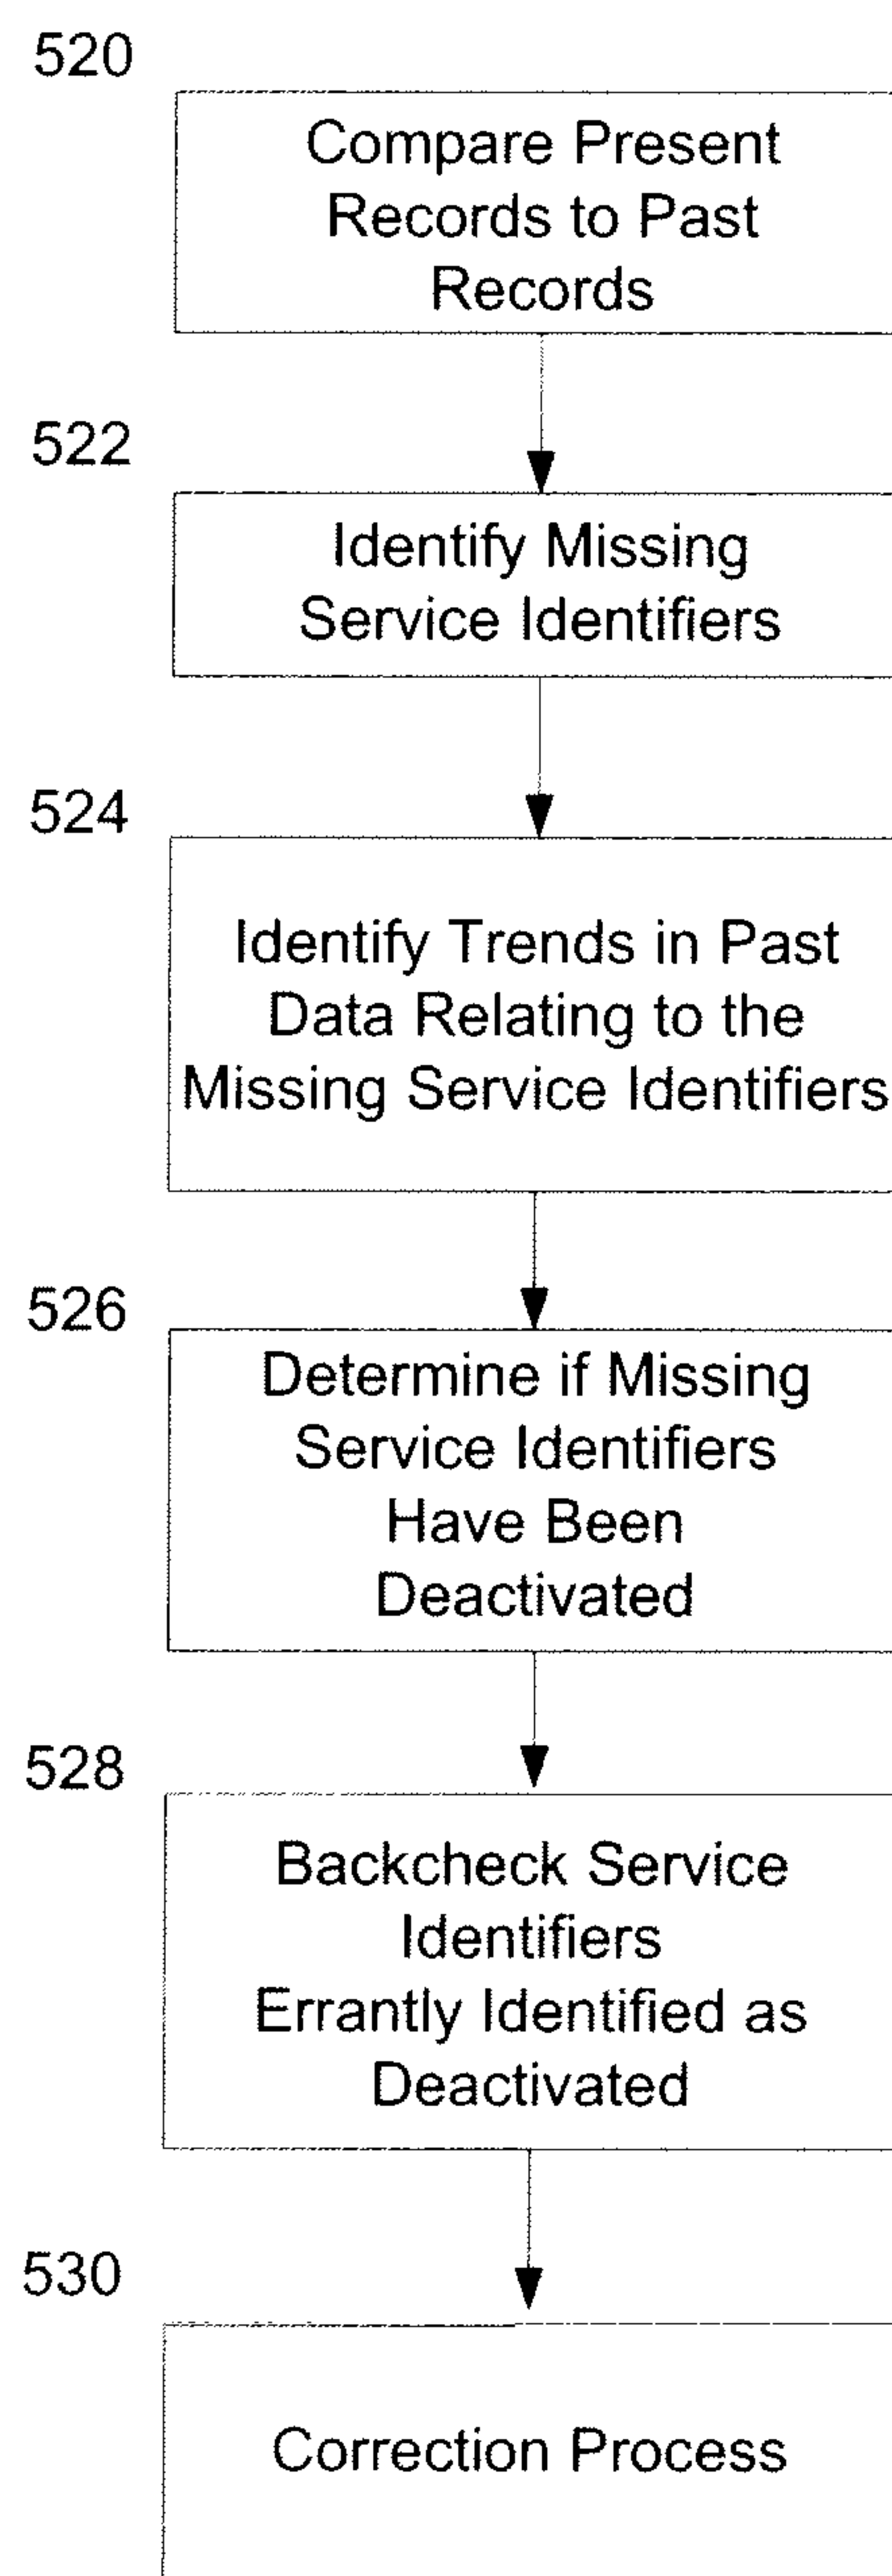 520
Compare Present
Records to Past
Records
522
Identify Missing
Service Identifiers
524
Identify Trends in Past
Data Relating to the
Missing Service Identifiers
526
Determine if Missing
Service Identifiers
Have Been
Deactivated
528
Backcheck Service
Identifiers
Errantly Identified as
Deactivated
530
Correction Process